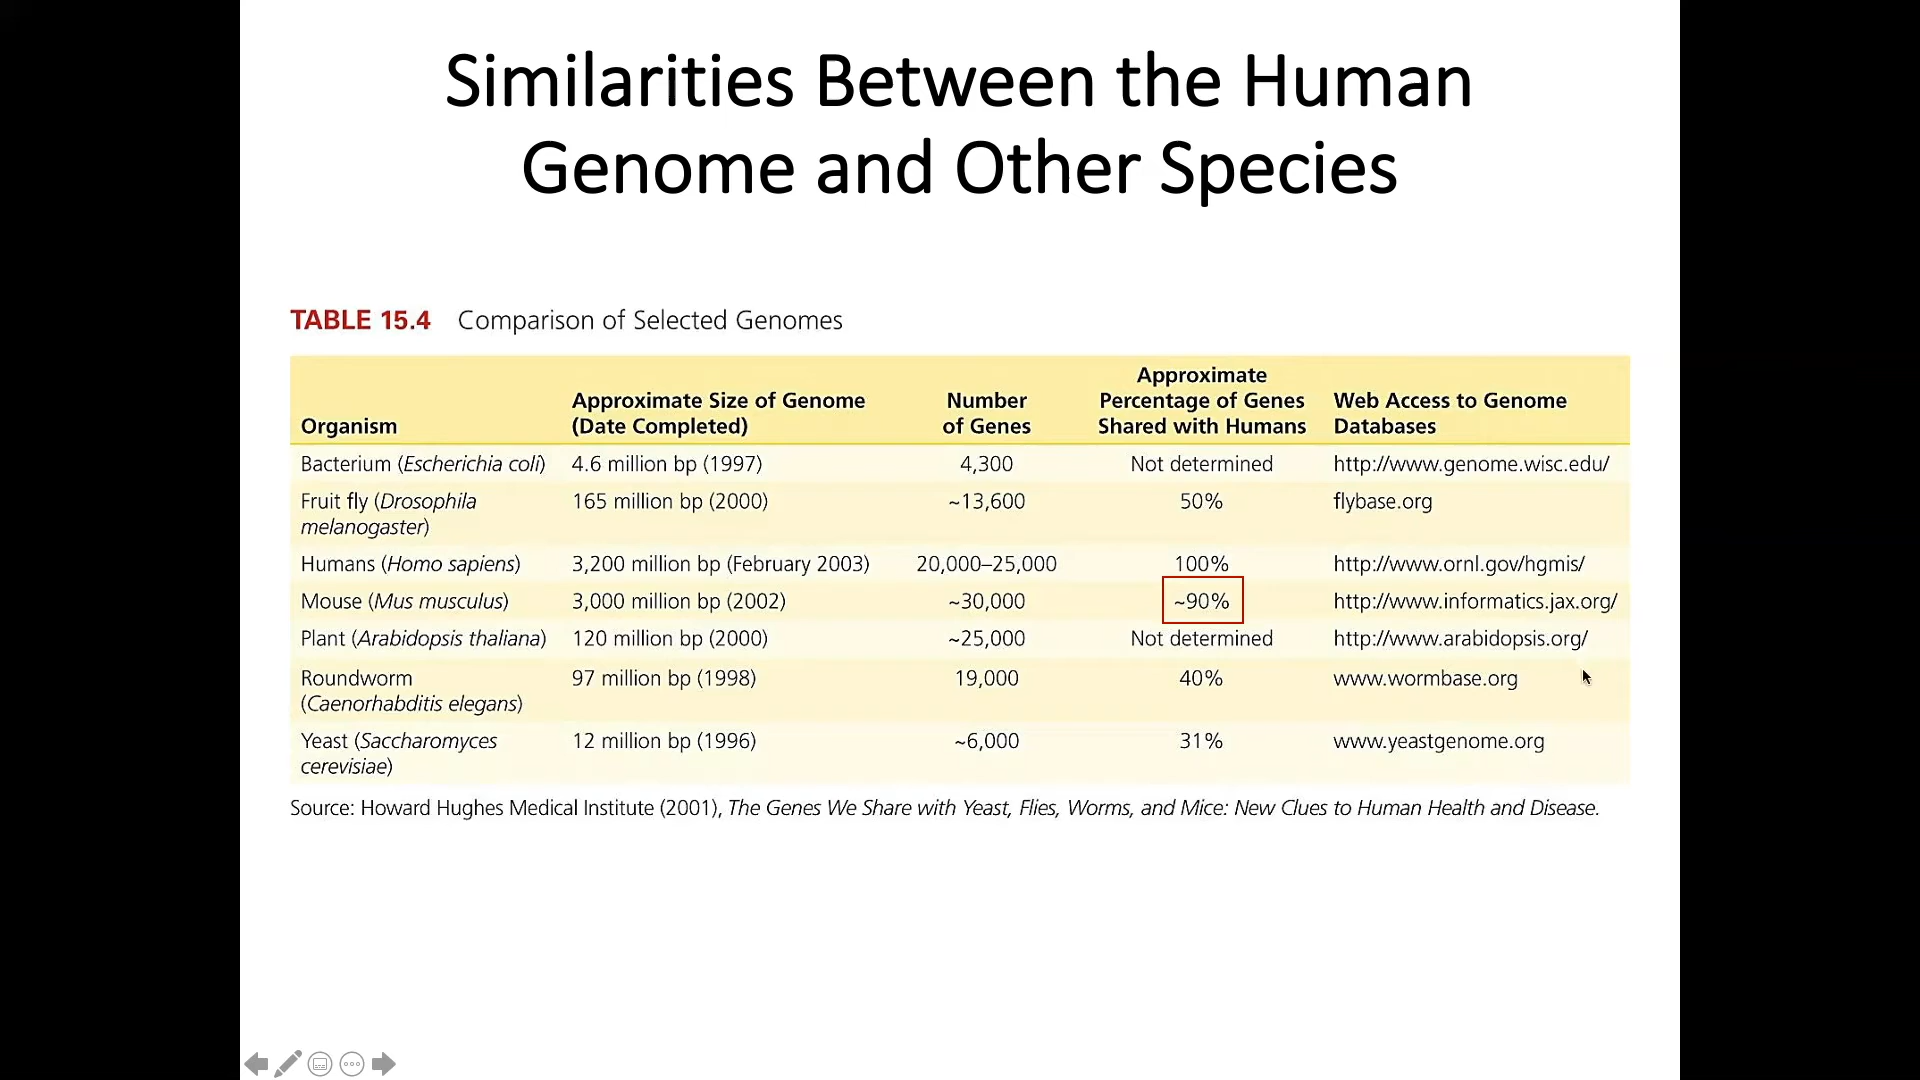 Similarities Between the Human
Genome and Other Species
TABLE 15.4 Comparison of Selected Genomes
Organism
Approximate Size of Genome
(Date Completed)
Number
of Genes
Approximate
Percentage of Genes
Shared with Humans
Web Access to Genome
Databases
Bacterium (Escherichia coli) 4.6 million bp (1997) 4,300 Not determined http://www.genome.wisc.edu/
Fruit fly (Drosophila 165 million bp (2000) ~13,600 50% flybase.org
melanogaster)
Humans (Homo sapiens) 3,200 million bp (February 2003) 20,000–25,000 100% http://www.ornl.gov/hgmis/
Mouse (Mus musculus) 3,000 million bp (2002) ~30,000 ~90% http://www.informatics.jax.org/
Plant (Arabidopsis thaliana) 120 million bp (2000) ~25,000 Not determined http://www.arabidopsis.org/
Roundworm 97 million bp (1998) 19,000 40% www.wormbase.org
(Caenorhabditis elegans)
Yeast (Saccharomyces 12 million bp (1996) ~6,000 31% www.yeastgenome.org
cerevisiae)
Source: Howard Hughes Medical Institute (2001), The Genes We Share with Yeast, Flies, Worms, and Mice: New Clues to Human Health and Disease.